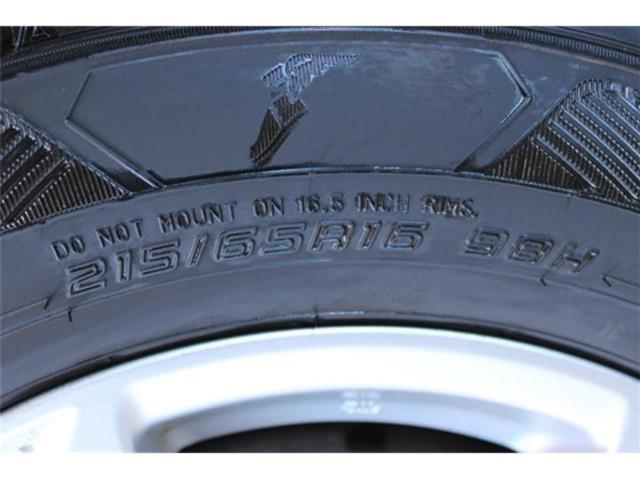 DO NOT MOUNT ON 16.5 INCH RIMS.
215/65R16 98H